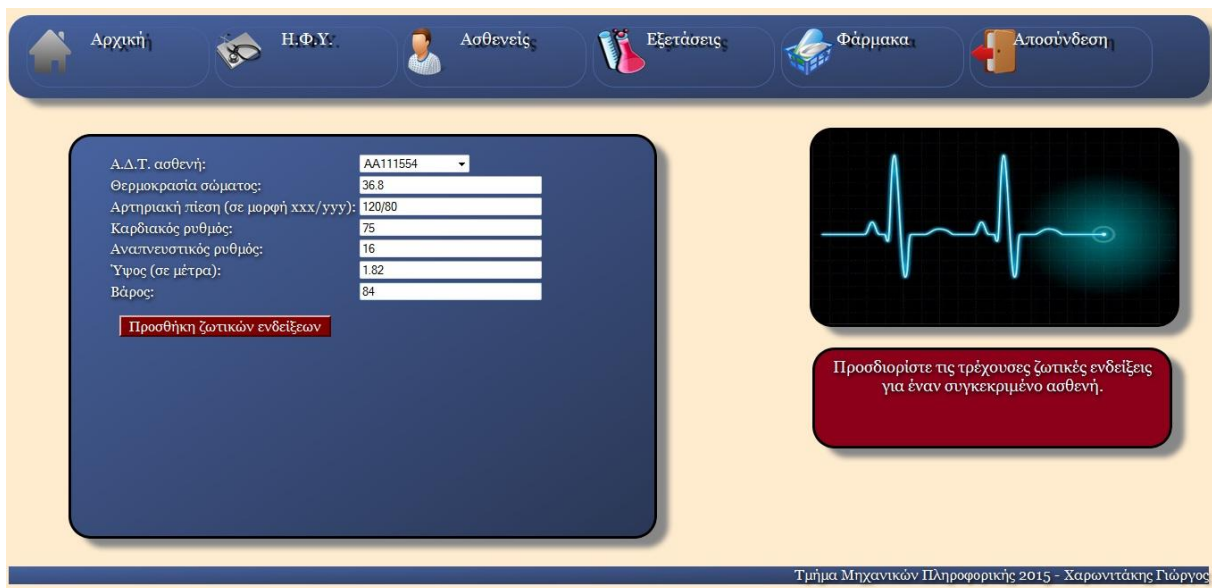 Αρχική
Η.Φ.Υ.
Ασθενείς
Εξετάσεις
Φάρμακα
Αποσύνδεση
Α.Δ.Τ. ασθενή: AA111554
Θερμοκρασία σώματος: 36.8
Αρτηριακή πίεση (σε μορφή xxx/yyy): 120/80
Καρδιακός ρυθμός: 75
Αναπνευστικός ρυθμός: 16
Ύψος (σε μέτρα): 1.82
Βάρος: 84
Προσθήκη ζωτικών ενδείξεων
Προσδιορίστε τις τρέχουσες ζωτικές ενδείξεις
για έναν συγκεκριμένο ασθενή.
Τμήμα Μηχανικών Πληροφορικής 2015 - Χαρωνιτάκης Γιώργος